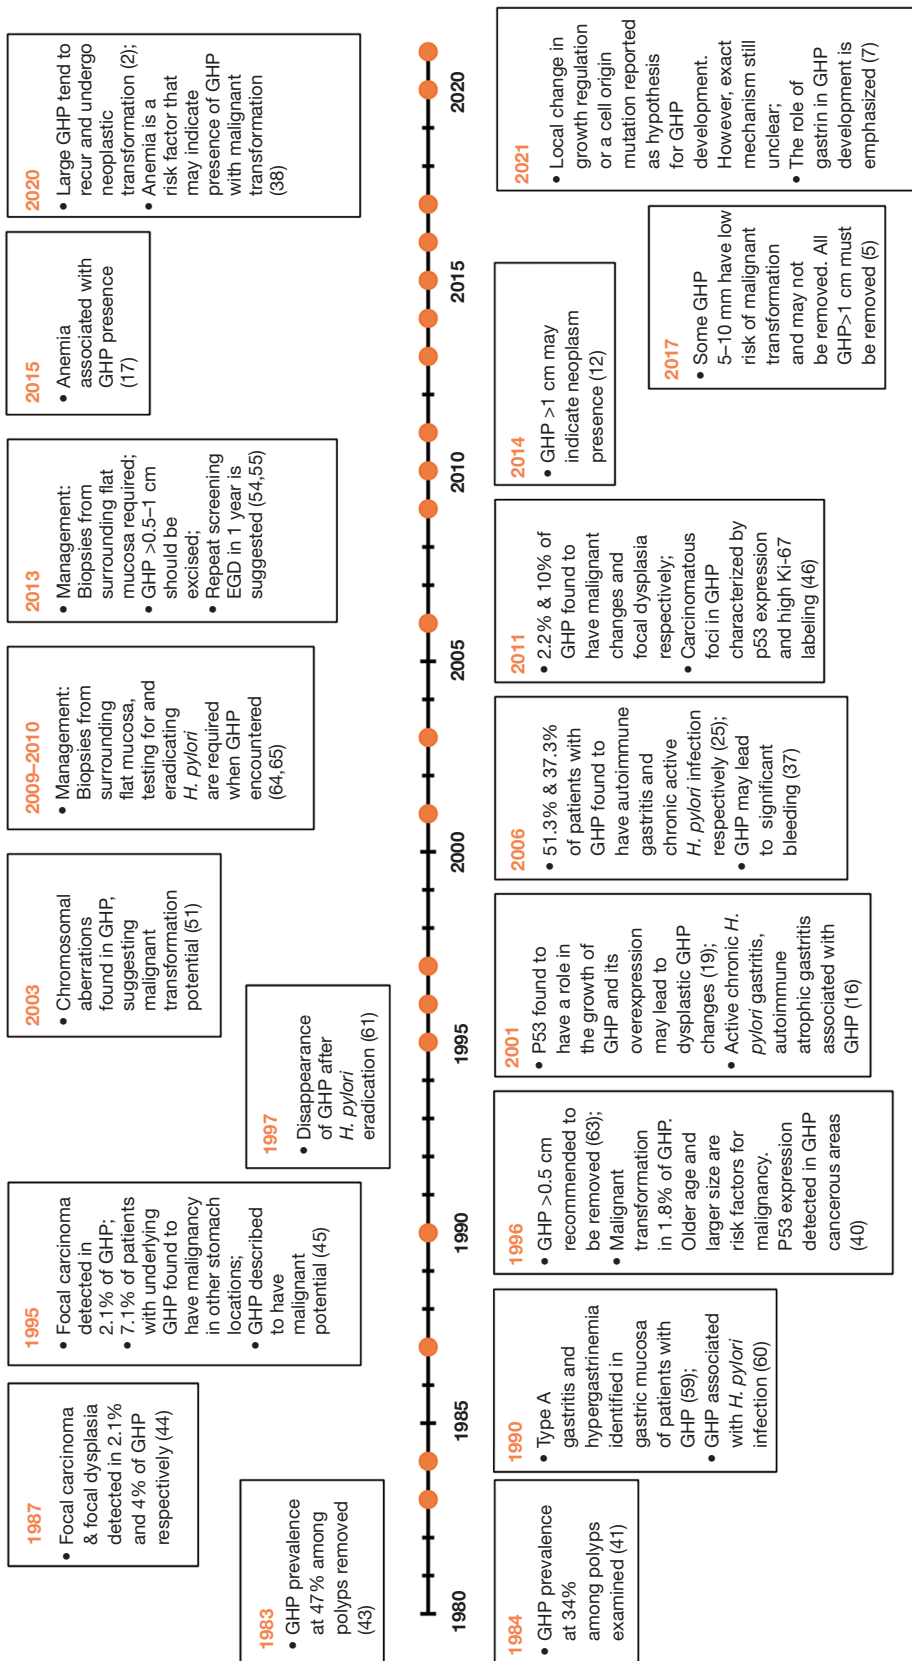 1987
• Focal carcinoma
& focal dysplasia
detected in 2.1%
and 4% of GHP
respectively (44)
1995
• Focal carcinoma
detected in
2.1% of GHP;
• 7.1% of patients
with underlying
GHP found to
have malignancy
in other stomach
locations;
• GHP described
to have
malignant
potential (45)
2003
• Chromosomal
aberrations
found in GHP,
suggesting
malignant
transformation
potential (51)
2009–2010
• Management:
Biopsies from
surrounding
flat mucosa,
testing for and
eradicating
H. pylori
are required
when GHP
encountered
(64,65)
2013
• Management:
Biopsies from
surrounding flat
mucosa required;
• GHP >0.5–1 cm
should be
excised;
• Repeat screening
EGD in 1 year is
suggested (54,55)
2015
• Anemia
associated with
GHP presence
(17)
2020
• Large GHP tend to
recur and undergo
neoplastic
transformation (2);
• Anemia is a
risk factor that
may indicate
presence of GHP
with malignant
transformation
(38)
1983
• GHP prevalence
at 47% among
polyps removed
(43)
1997
• Disappearance
of GHP after
H. pylori
eradication (61)
1980
1985
1990
1995
2000
2005
2010
2015
2020
1984
• GHP prevalence
at 34%
among polyps
examined (41)
1990
• Type A
gastritis and
hypergastrinemia
identified in
gastric mucosa
of patients with
GHP (59);
• GHP associated
with H. pylori
infection (60)
1996
• GHP >0.5 cm
recommended to
be removed (63);
• Malignant
transformation
in 1.8% of GHP.
Older age and
larger size are
risk factors for
malignancy.
P53 expression
detected in GHP
cancerous areas
(40)
2001
• P53 found to
have a role in
the growth of
GHP and its
overexpression
may lead to
dysplastic GHP
changes (19);
• Active chronic H.
pylori gastritis,
autoimmune
atrophic gastritis
associated with
GHP (16)
2006
• 51.3% & 37.3%
of patients with
GHP found to
have autoimmune
gastritis and
chronic active
H. pylori infection
respectively (25);
• GHP may lead
to significant
bleeding (37)
2011
• 2.2% & 10% of
GHP found to
have malignant
changes and
focal dysplasia
respectively;
• Carcinomatous
foci in GHP
characterized by
p53 expression
and high Ki-67
labeling (46)
2014
• GHP >1 cm may
indicate neoplasm
presence (12)
2017
• Some GHP
5–10 mm have low
risk of malignant
transformation
and may not
be removed. All
GHP>1 cm must
be removed (5)
2021
• Local change in
growth regulation
or a cell origin
mutation reported
as hypothesis
for GHP
development.
However, exact
mechanism still
unclear;
• The role of
gastrin in GHP
development is
emphasized (7)